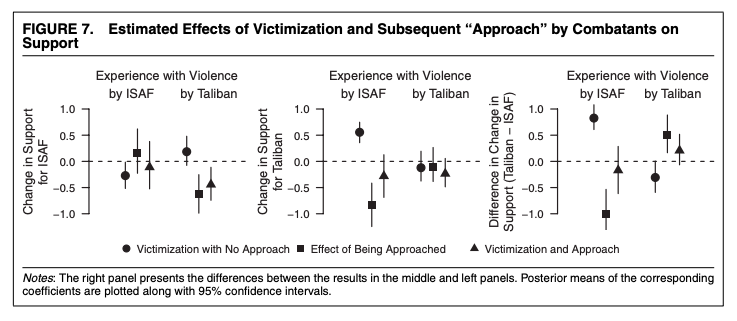 FIGURE 7. Estimated Effects of Victimization and Subsequent “Approach” by Combatants on
Support
Experience with Violence
by ISAF by Taliban
Change in Support
for ISAF
1.0
0.5
0.0
−0.5
−1.0
Experience with Violence
by ISAF by Taliban
Change in Support
for Taliban
1.0
0.5
0.0
−0.5
−1.0
Experience with Violence
by ISAF by Taliban
Difference in Change in
Support (Taliban − ISAF)
1.0
0.5
0.0
−0.5
−1.0
Victimization with No Approach Effect of Being Approached Victimization and Approach
Notes: The right panel presents the differences between the results in the middle and left panels. Posterior means of the corresponding
coefficients are plotted along with 95% confidence intervals.